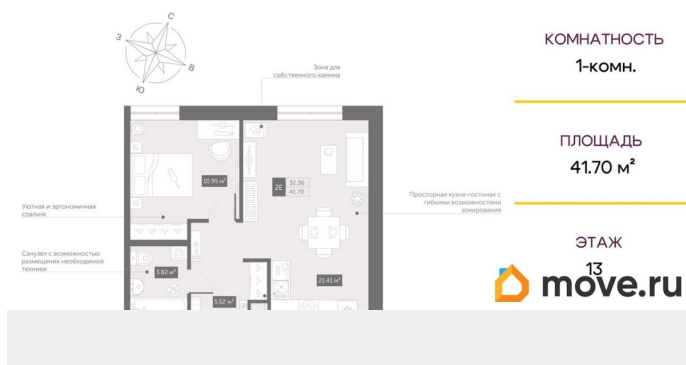 С
З
В
Ю
Зона для
собственного камина
КОМНАТНОСТЬ
1-комн.
ПЛОЩАДЬ
41.70 м²
ЭТАЖ
13
move.ru
10.95 м²
2Е
32.36
41.70
Уютная и эргономичная
спальня
Просторная кухня-гостиная с
гибкими возможностями
зонирования
Санузел с возможностью
размещения необходимой
техники
3.82 м²
5.52 м²
21.41 м²